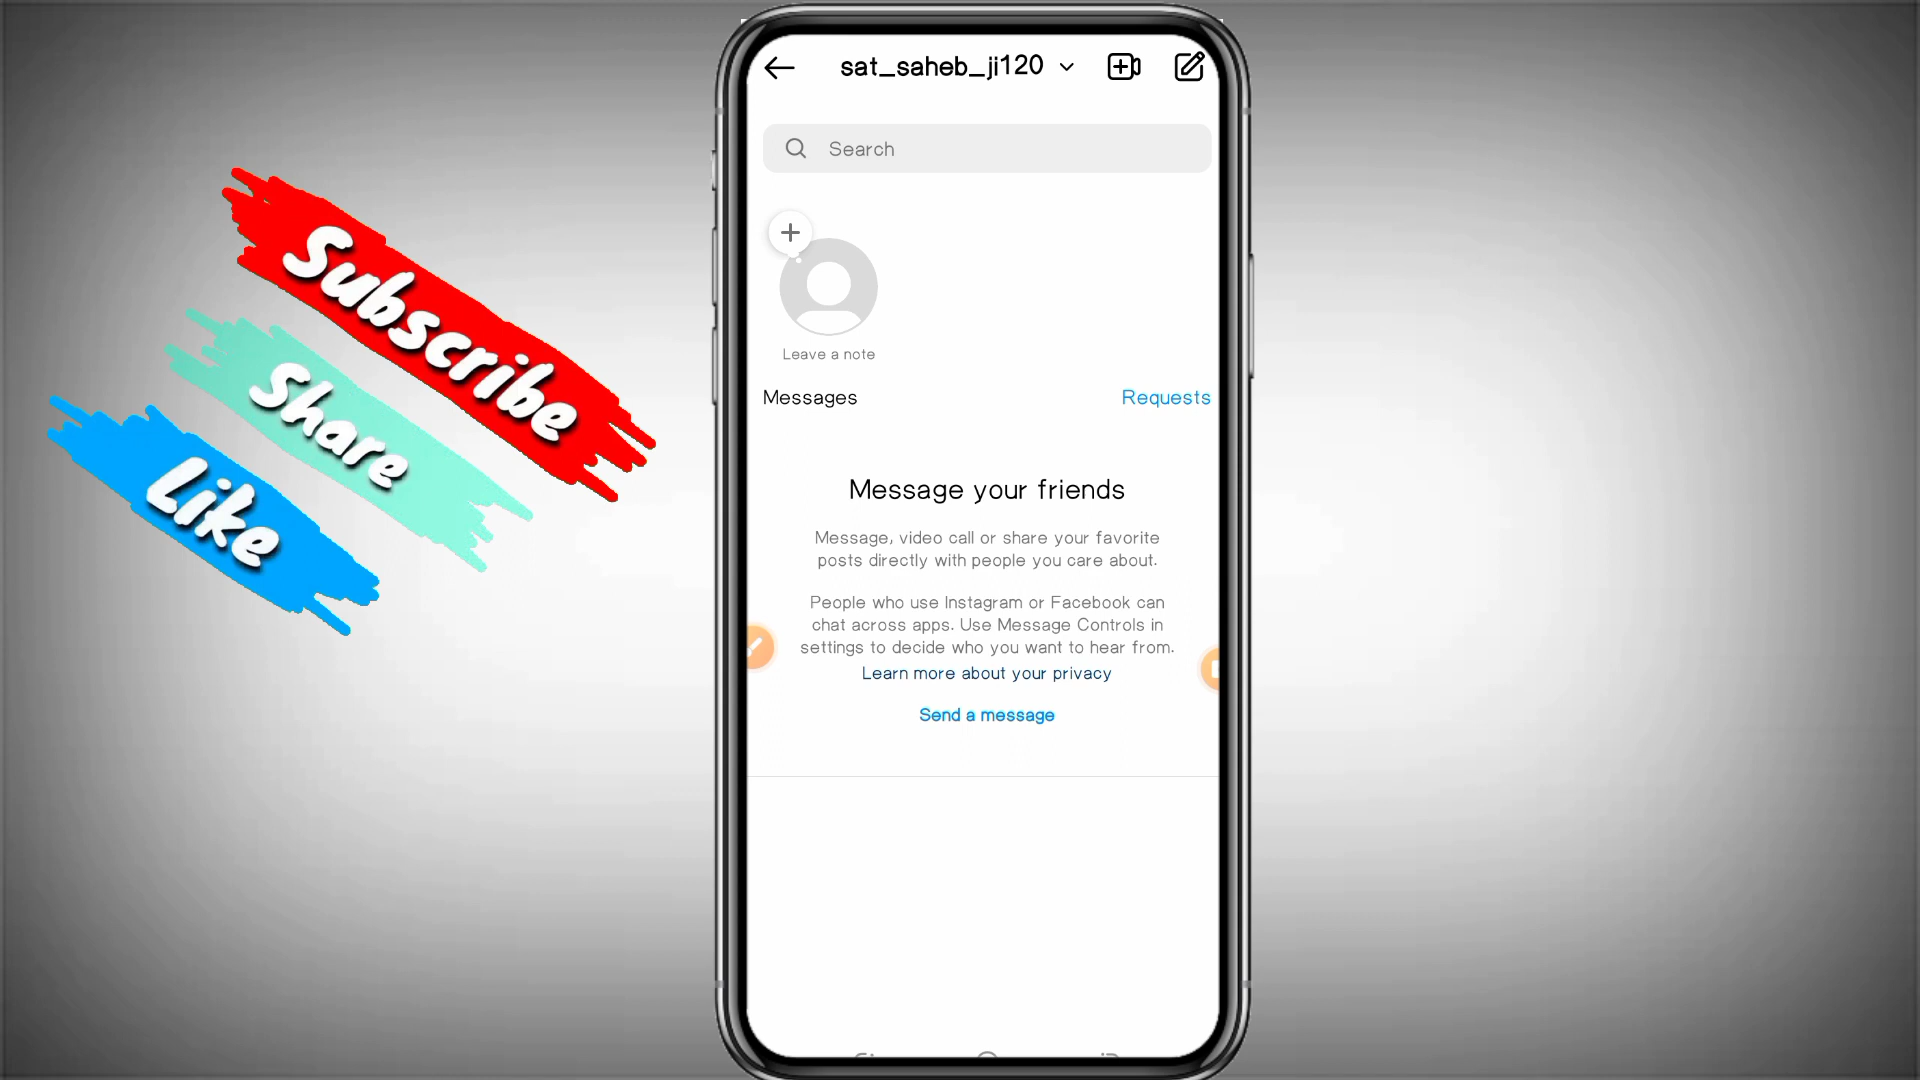 sat_saheb_ji120
Search
Leave a note
Messages
Requests
Message your friends
Message, video call or share your favorite
posts directly with people you care about.
People who use Instagram or Facebook can
chat across apps. Use Message Controls in
settings to decide who you want to hear from.
Learn more about your privacy
Send a message
Subscribe
Share
Like